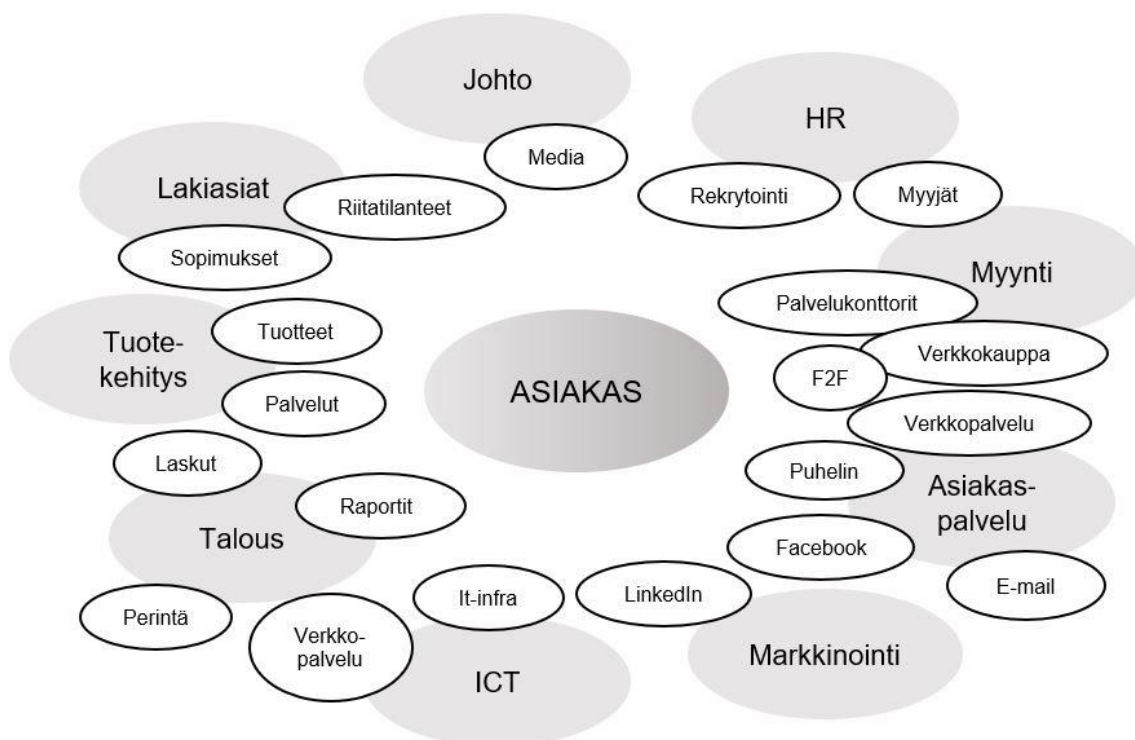 Johto
HR
Media
Lakiasiat
Riitatilanteet
Rekrytointi
Myyjät
Sopimukset
Myynti
Palvelukonttorit
Tuotteet
Tuote-
kehitys
Verkkokauppa
F2F
ASIAKAS
Palvelut
Verkkopalvelu
Laskut
Puhelin
Raportit
Asiakas-
palvelu
Talous
Facebook
E-mail
It-infra
LinkedIn
Perintä
Verkko-
palvelu
Markkinointi
ICT